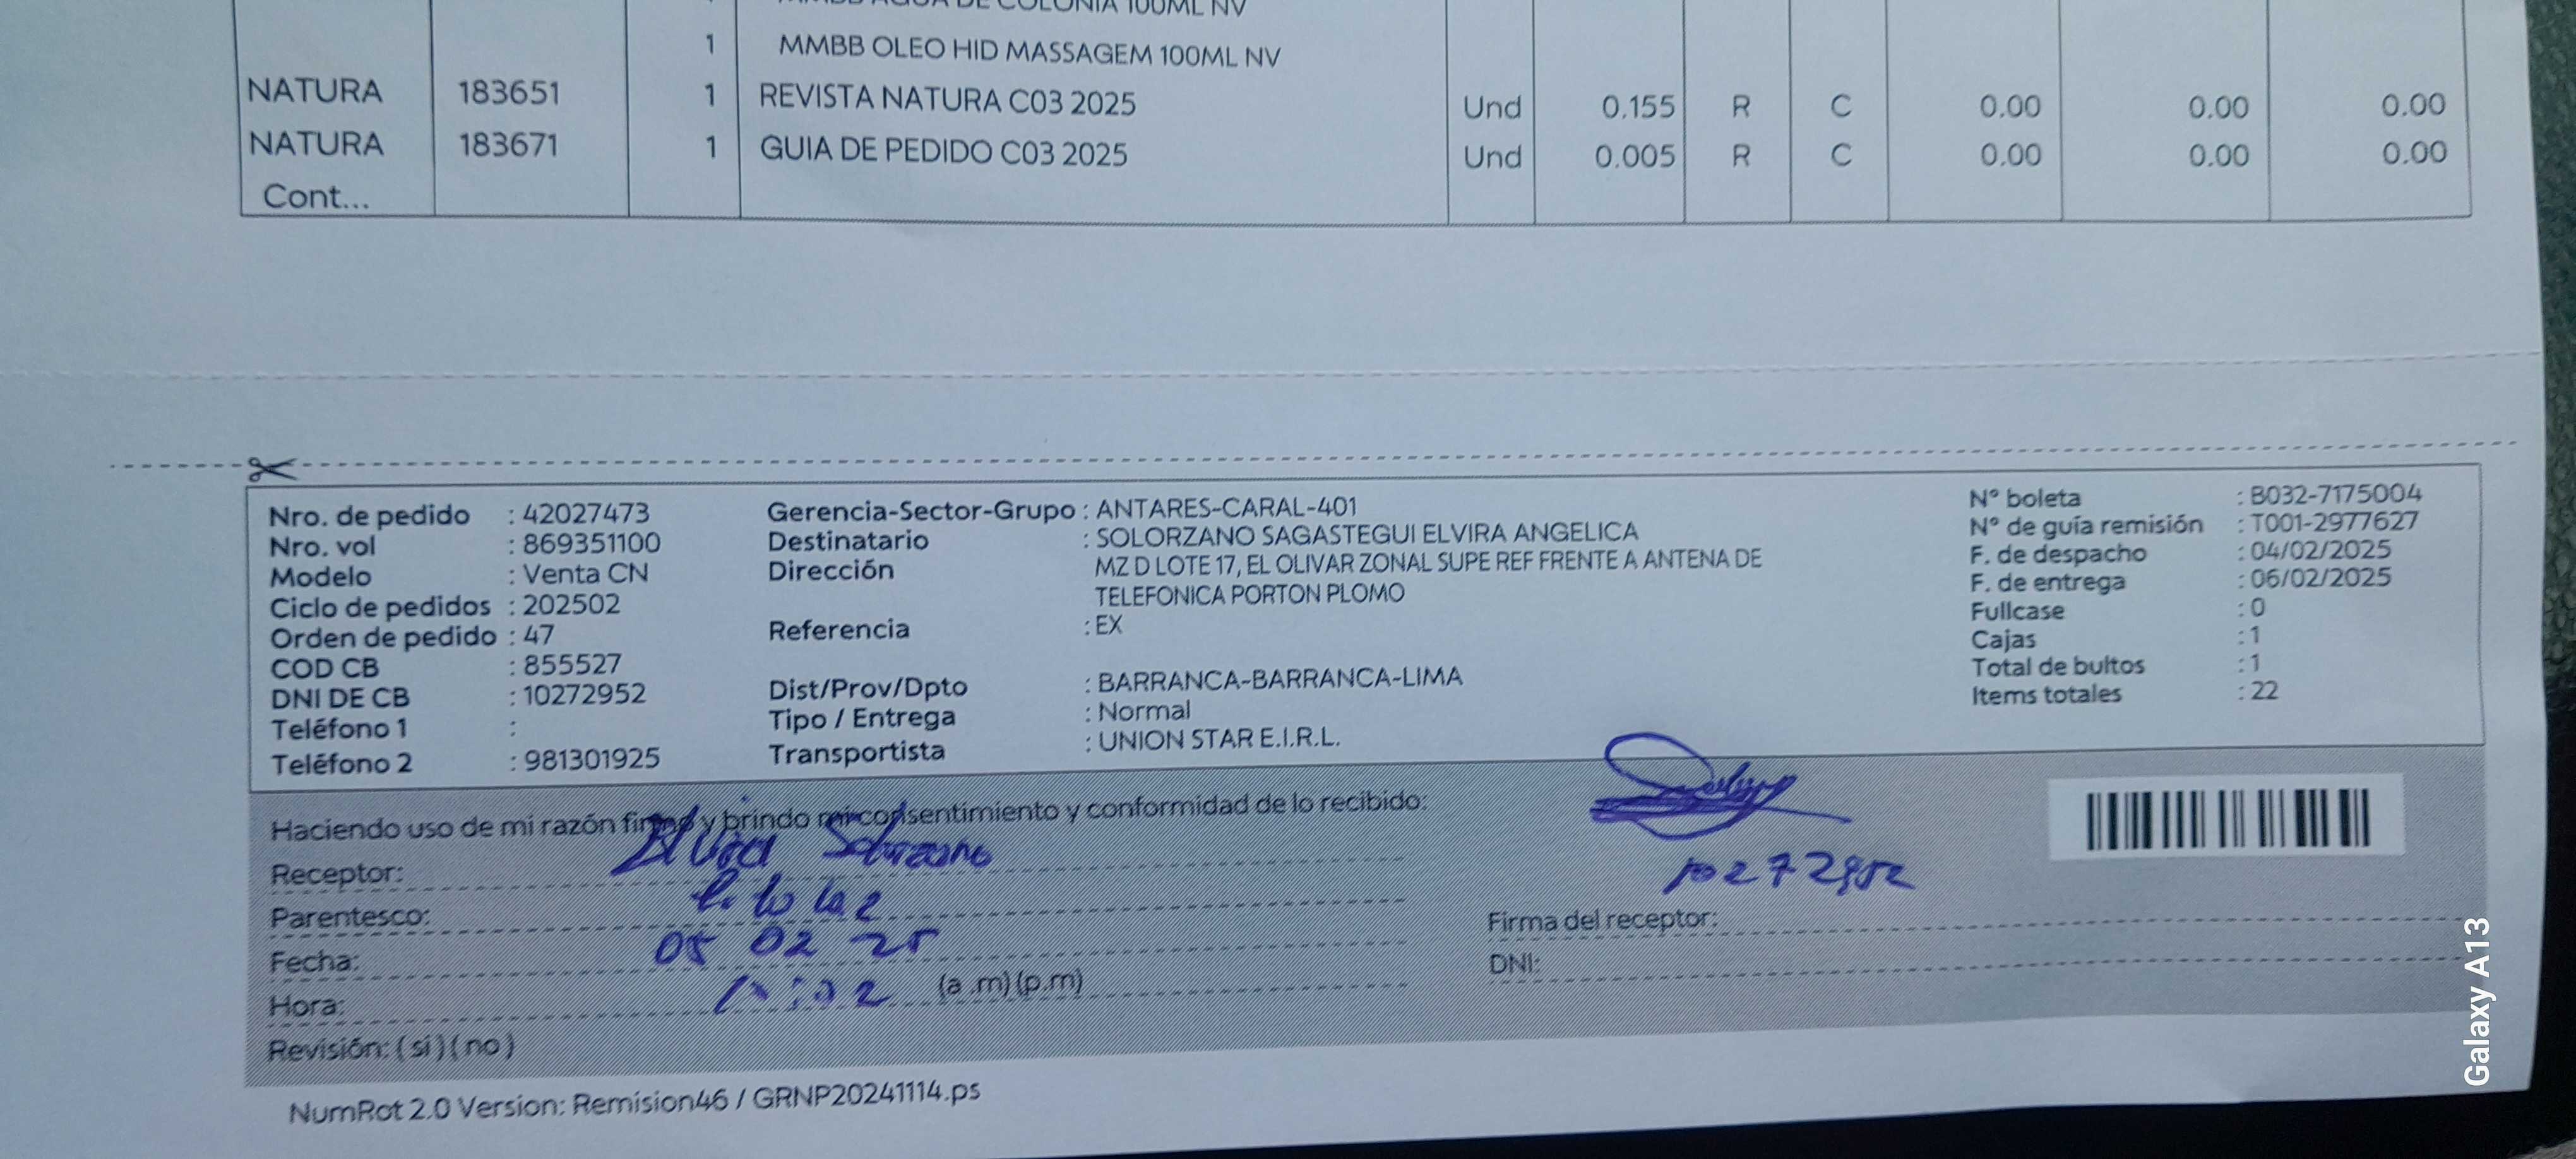 MMBB AGUA DE COLONIA 100ML NV
1 MMBB OLEO HID MASSAGEM 100ML NV
NATURA 183651 1 REVISTA NATURA C03 2025 Und 0.155 R C 0.00 0.00 0.00
NATURA 183671 1 GUIA DE PEDIDO C03 2025 Und 0.005 R C 0.00 0.00 0.00
Cont...
Nro. de pedido : 42027473
Nro. vol : 869351100
Modelo : Venta CN
Ciclo de pedidos : 202502
Orden de pedido : 47
COD CB : 855527
DNI DE CB : 10272952
Teléfono 1 :
Teléfono 2 : 981301925
Gerencia-Sector-Grupo : ANTARES-CARAL-401
Destinatario : SOLORZANO SAGASTEGUI ELVIRA ANGELICA
Dirección MZ D LOTE 17, EL OLIVAR ZONAL SUPE REF FRENTE A ANTENA DE
TELEFONICA PORTON PLOMO
Referencia : EX
Dist/Prov/Dpto : BARRANCA-BARRANCA-LIMA
Tipo / Entrega : Normal
Transportista : UNION STAR E.I.R.L.
N° boleta : B032-7175004
N° de guía remisión : T001-2977627
F. de despacho : 04/02/2025
F. de entrega : 06/02/2025
Fullcase : 0
Cajas : 1
Total de bultos : 1
Items totales : 22
Haciendo uso de mi razón firmo y brindo mi consentimiento y conformidad de lo recibido:
Receptor: Elvira Solorzano
Parentesco:
Fecha: 05 02 25
Hora: (a .m) (p.m)
Revisión: ( si ) ( no )
10272952
Firma del receptor:
DNI:
NumRot 2.0 Version: Remision46 / GRNP20241114.ps
Galaxy A13